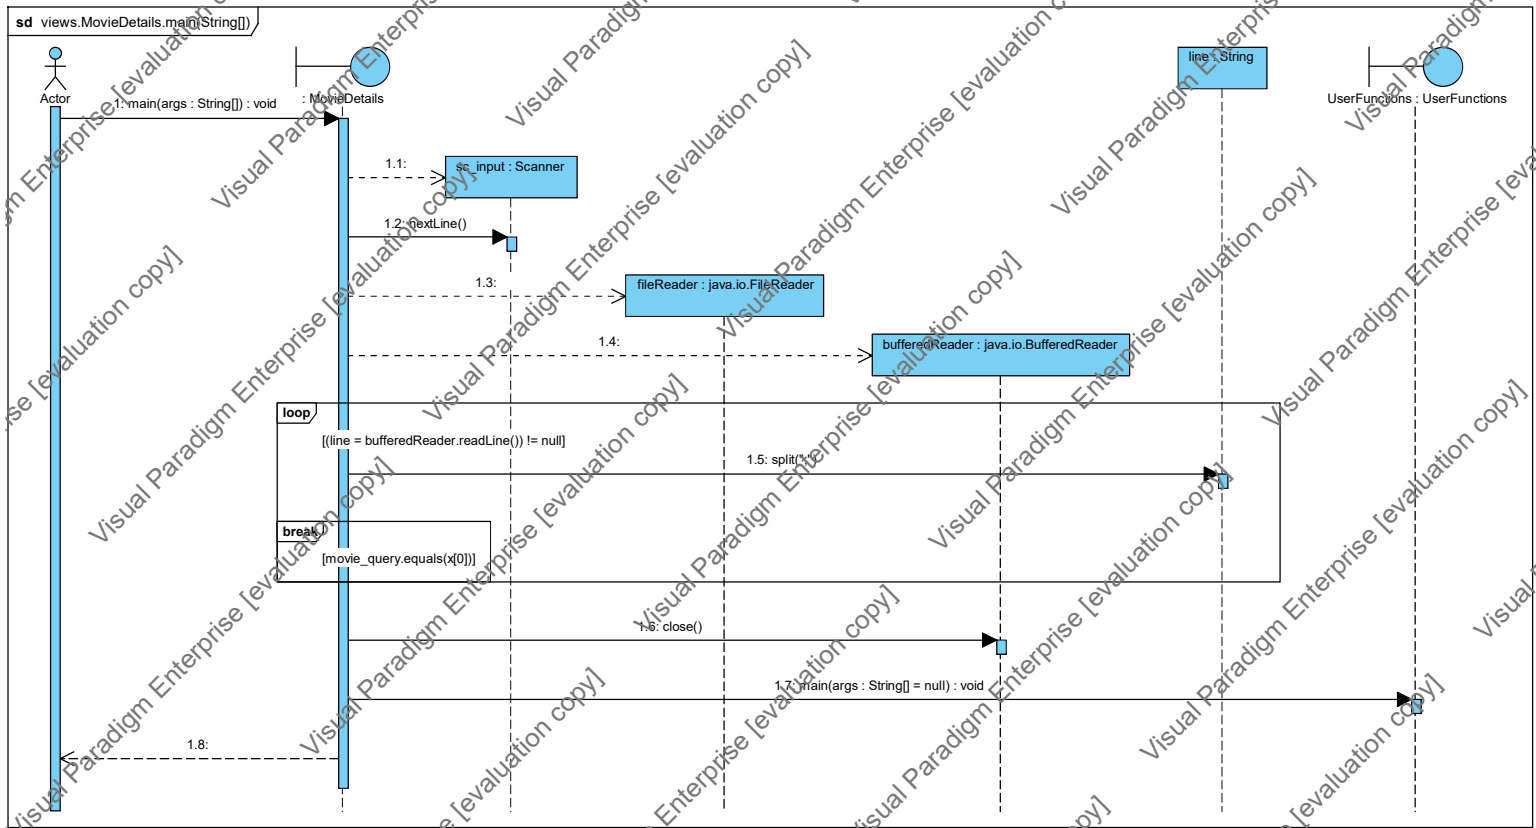 sd views.MovieDetails.main(String[])
Actor
: MovieDetails
line : String
UserFunctions : UserFunctions
1: main(args : String[]) : void
1.1:
sc_input : Scanner
1.2: nextLine()
1.3:
fileReader : java.io.FileReader
1.4:
bufferedReader : java.io.BufferedReader
loop
[(line = bufferedReader.readLine()) != null]
1.5: split(":")
break
[movie_query.equals(x[0])]
1.6: close()
1.7: main(args : String[] = null) : void
1.8:
Visual Paradigm Enterprise [evaluation copy]